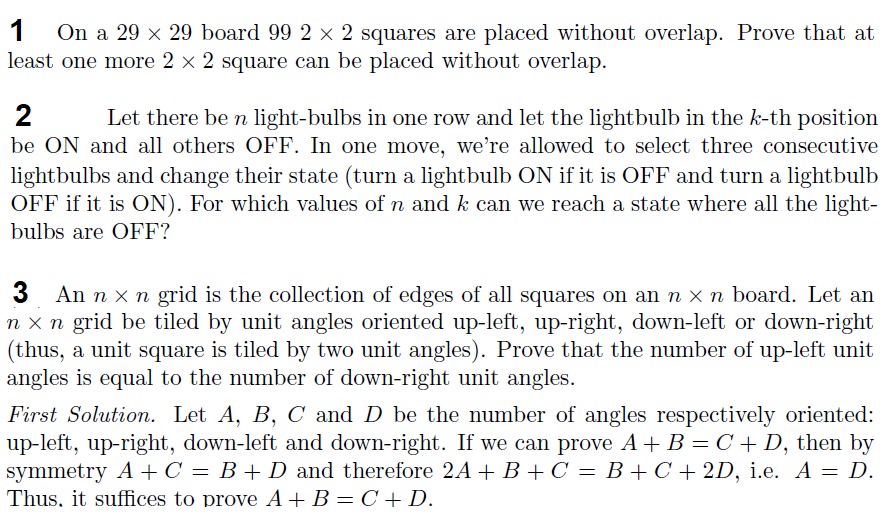 1 On a 29 × 29 board 99 2 × 2 squares are placed without overlap. Prove that at
least one more 2 × 2 square can be placed without overlap.
2 Let there be n light-bulbs in one row and let the lightbulb in the k-th position
be ON and all others OFF. In one move, we're allowed to select three consecutive
lightbulbs and change their state (turn a lightbulb ON if it is OFF and turn a lightbulb
OFF if it is ON). For which values of n and k can we reach a state where all the light-
bulbs are OFF?
3 An n × n grid is the collection of edges of all squares on an n × n board. Let an
n × n grid be tiled by unit angles oriented up-left, up-right, down-left or down-right
(thus, a unit square is tiled by two unit angles). Prove that the number of up-left unit
angles is equal to the number of down-right unit angles.
First Solution. Let A, B, C and D be the number of angles respectively oriented:
up-left, up-right, down-left and down-right. If we can prove A + B = C + D, then by
symmetry A + C = B + D and therefore 2A + B + C = B + C + 2D, i.e. A = D.
Thus, it suffices to prove A + B = C + D.